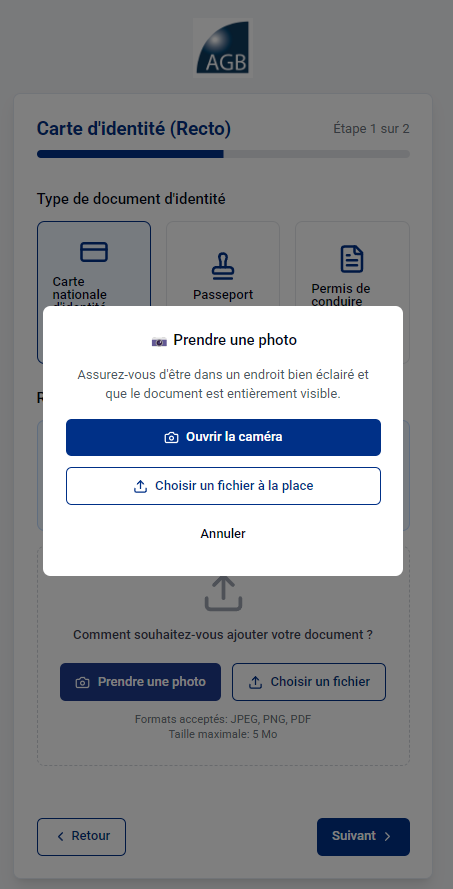 AGB
Carte d'identité (Recto)
Étape 1 sur 2
Type de document d'identité
Carte
nationale
d'identité
Passeport
Permis de
conduire
R
Prendre une photo
Assurez-vous d'être dans un endroit bien éclairé et
que le document est entièrement visible.
Ouvrir la caméra
Choisir un fichier à la place
Annuler
Comment souhaitez-vous ajouter votre document ?
Prendre une photo
Choisir un fichier
Formats acceptés: JPEG, PNG, PDF
Taille maximale: 5 Mo
Retour
Suivant